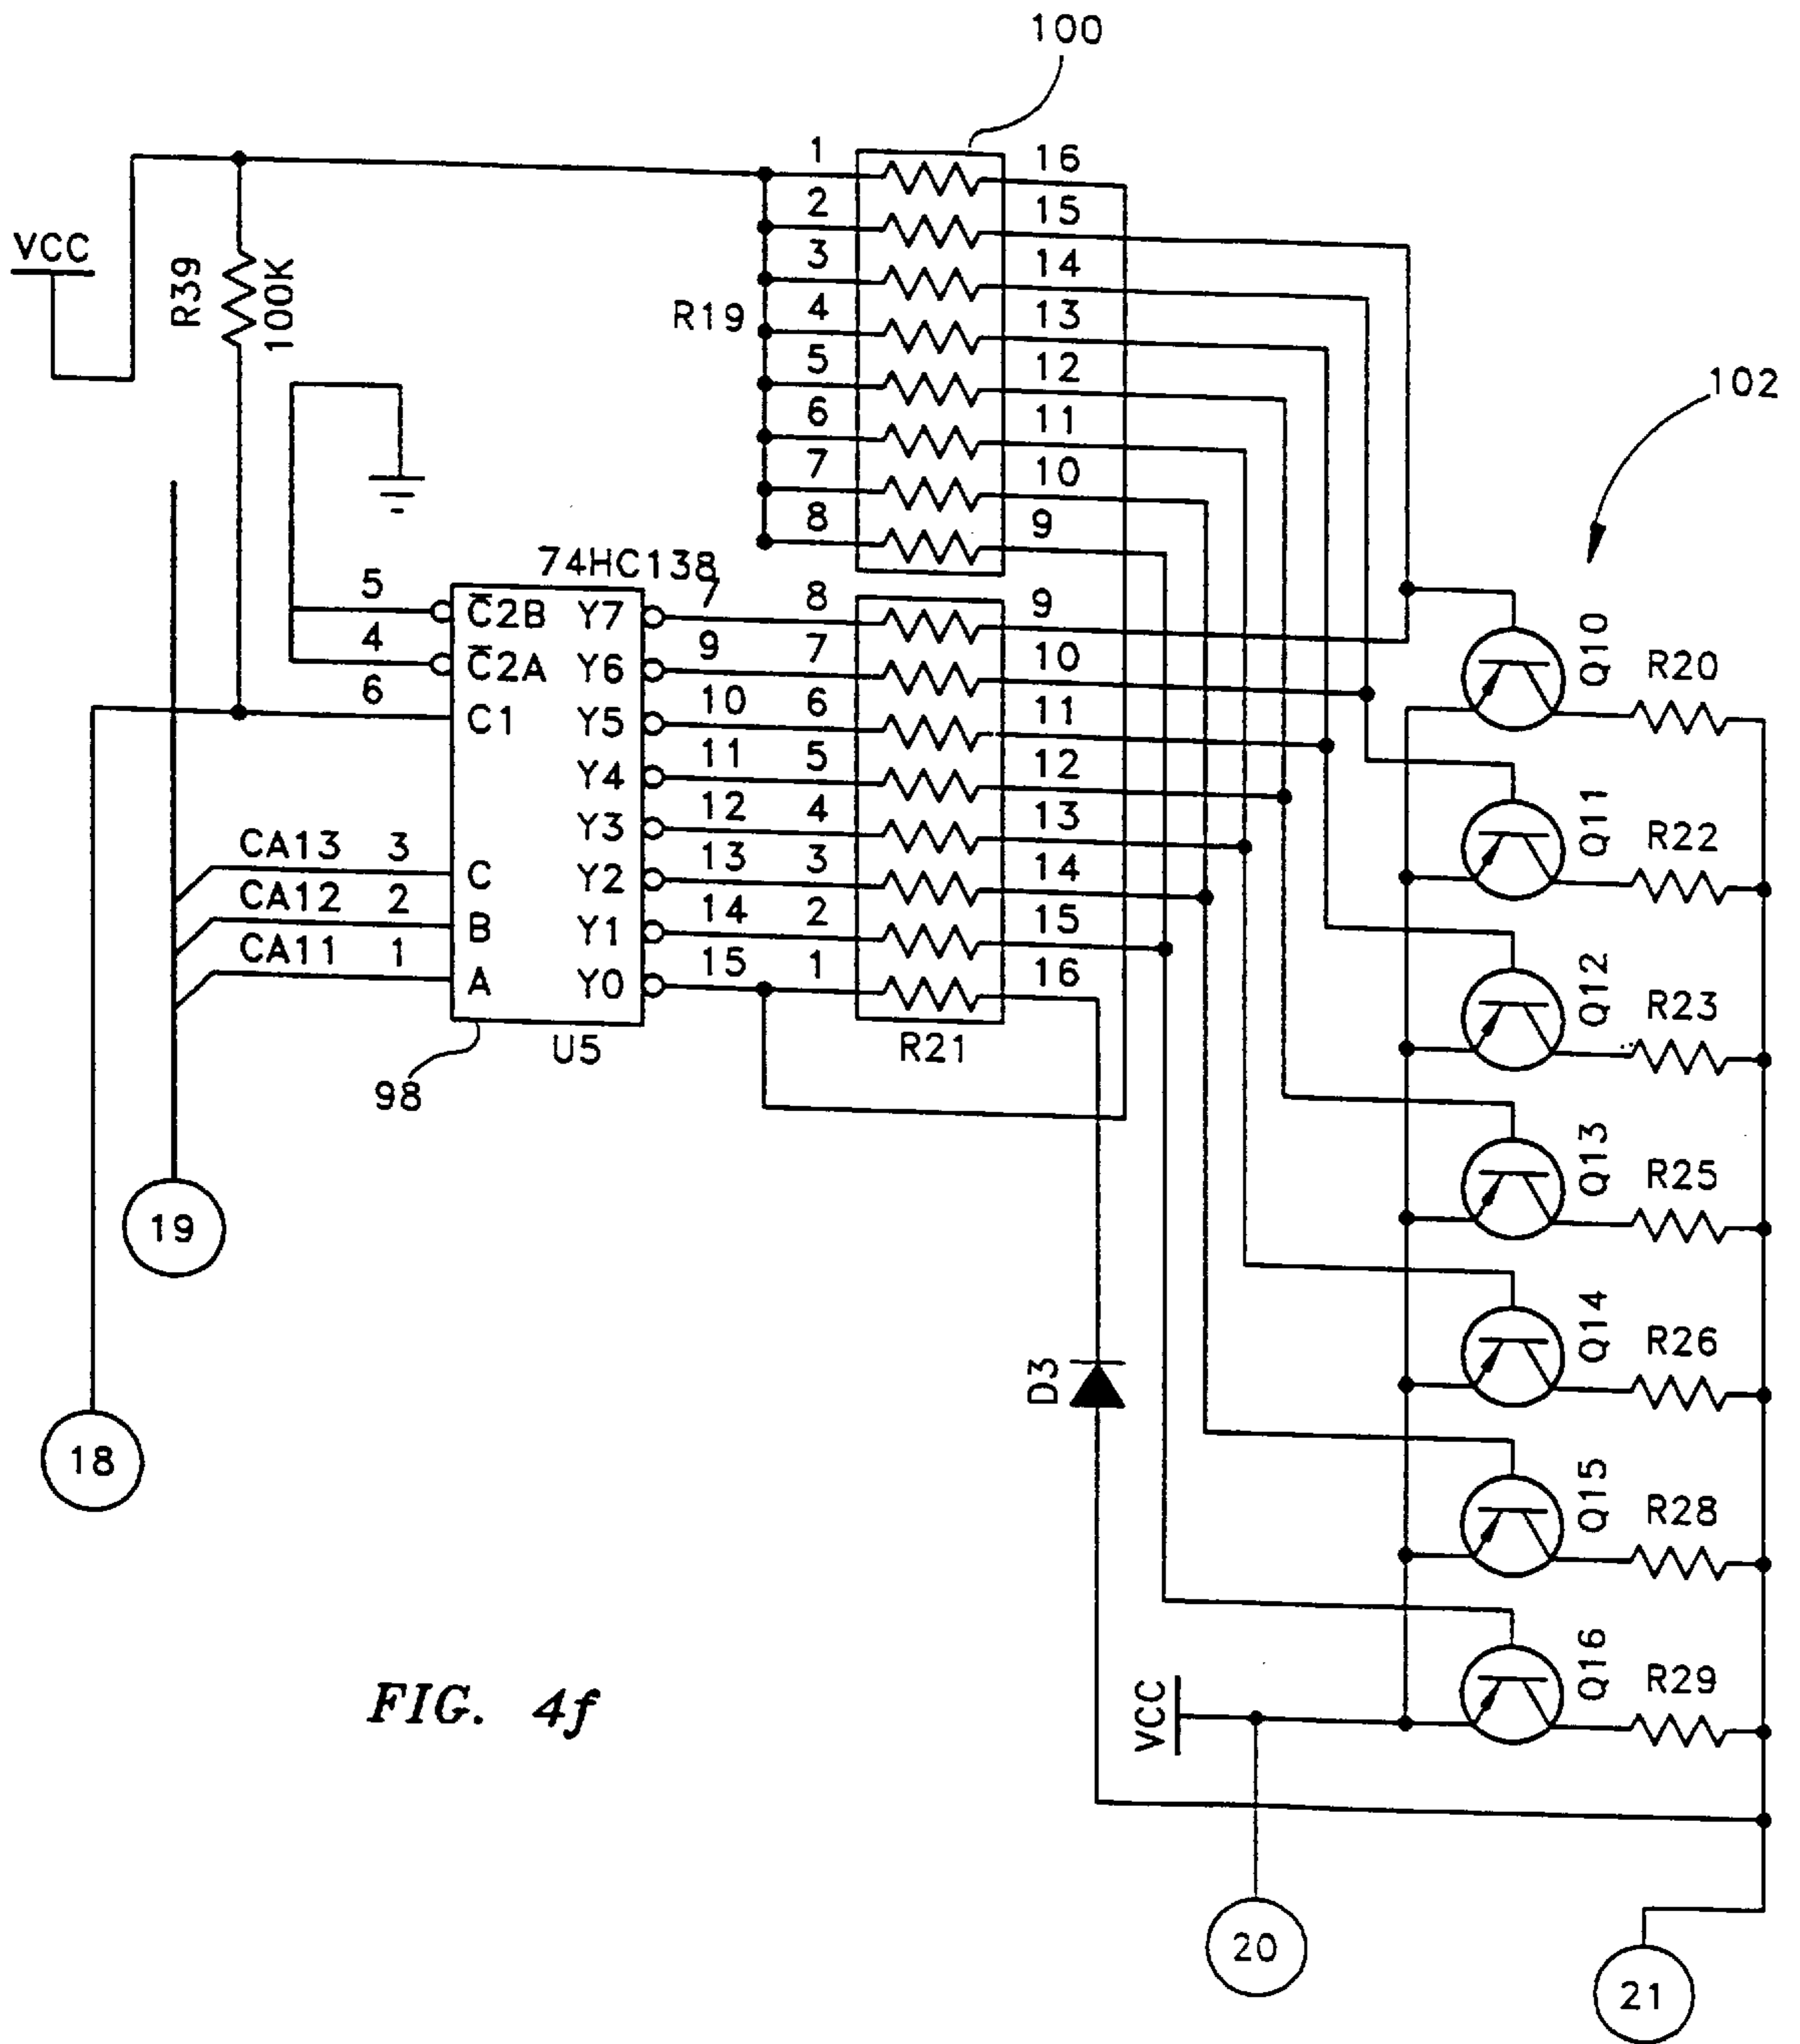 100
1 16
2 15
3 14
4 13
5 12
6 11
7 10
8 9
VCC
R39
100K
R19
102
74HC138
5 C̅2B Y7 7 8 9
4 C̅2A Y6 9 7 10
6 C1 Y5 10 6 11
Y4 11 5 12
Y3 12 4 13
CA13 3 C Y2 13 3 14
CA12 2 B Y1 14 2 15
CA11 1 A Y0 15 1 16
U5
R21
98
Q10 R20
Q11 R22
Q12 R23
Q13 R25
Q14 R26
Q15 R28
Q16 R29
19
18
D3
VCC
20
21
FIG. 4f